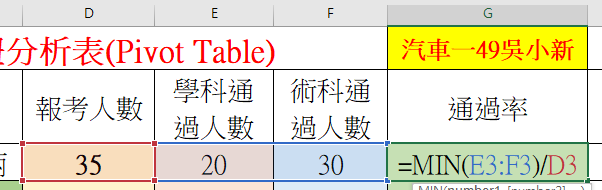 D E F G
分析表(Pivot Table)
汽車一49吳小新
報考人數
學科通
過人數
術科通
過人數
通過率
35 20 30 =MIN(E3:F3)/D3